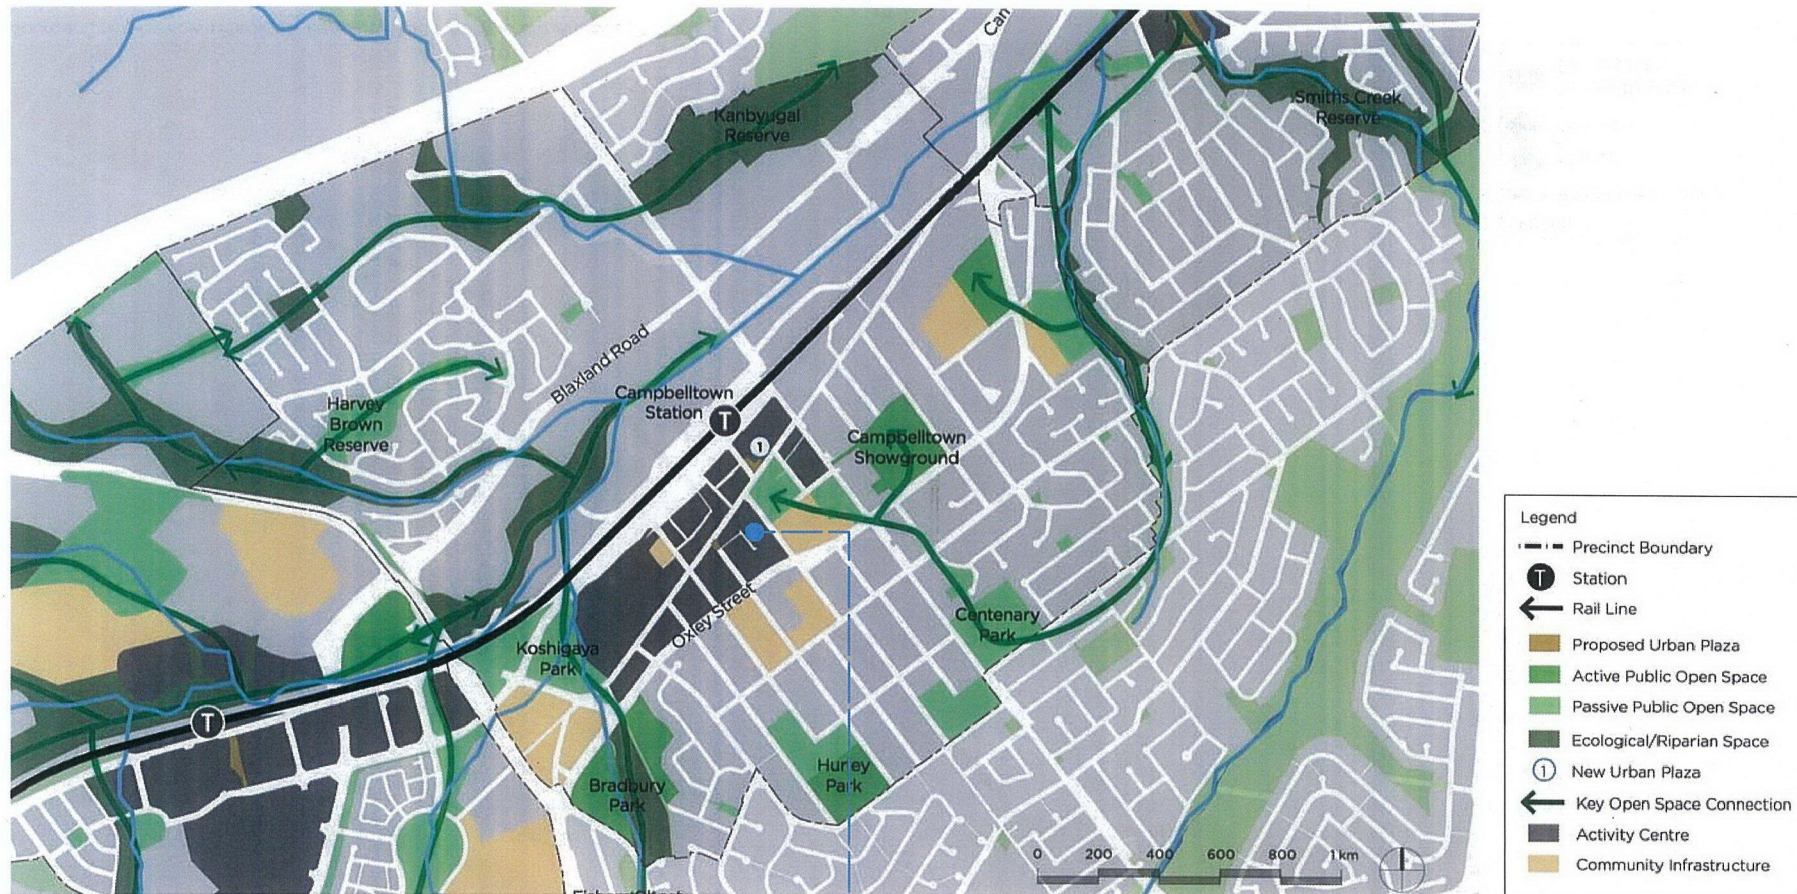 Can
Kanbyugal
Reserve
Smiths Creek
Reserve
Blaxland Road
Campbelltown
Station
T
1
Harvey
Brown
Reserve
Campbelltown
Showground
Oxley Street
Centenary
Park
Koshigaya
Park
T
Hurley
Park
Bradbury
Park
0 200 400 600 800 1 km
Legend
Precinct Boundary
T Station
Rail Line
Proposed Urban Plaza
Active Public Open Space
Passive Public Open Space
Ecological/Riparian Space
1 New Urban Plaza
Key Open Space Connection
Activity Centre
Community Infrastructure